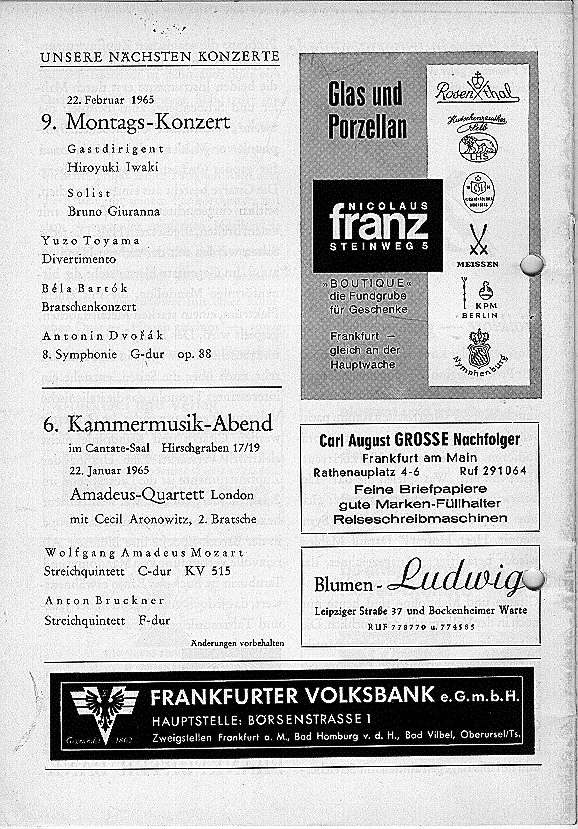 UNSERE NÄCHSTEN KONZERTE
22. Februar 1965
9. Montags-Konzert
Gastdirigent
Hiroyuki Iwaki
Solist
Bruno Giuranna
Yuzo Toyama
Divertimento
Béla Bartók
Bratschenkonzert
Antonin Dvořák
8. Symphonie G-dur op. 88
6. Kammermusik-Abend
im Cantate-Saal Hirschgraben 17/19
22. Januar 1965
Amadeus-Quartett London
mit Cecil Aronowitz, 2. Bratsche
Wolfgang Amadeus Mozart
Streichquintett C-dur KV 515
Anton Bruckner
Streichquintett F-dur
Änderungen vorbehalten
Glas und
Porzellan
NICOLAUS
franz
STEINWEG 5
»BOUTIQUE«
die Fundgrube
für Geschenke
Frankfurt –
gleich an der
Hauptwache
Rosenthal
Hutschenreuther
Selb
LHS
MEISSEN
KPM
BERLIN
Nymphenburg
Carl August GROSSE Nachfolger
Frankfurt am Main
Rathenauplatz 4-6 Ruf 291064
Feine Briefpapiere
gute Marken-Füllhalter
Reiseschreibmaschinen
Blumen - Ludwig
Leipziger Straße 37 und Bockenheimer Warte
RUF 778779 u. 774585
FRANKFURTER VOLKSBANK e.G.m.b.H.
HAUPTSTELLE: BÖRSENSTRASSE 1
Gegründet 1862
Zweigstellen Frankfurt a. M., Bad Homburg v. d. H., Bad Vilbel, Oberursel/Ts.